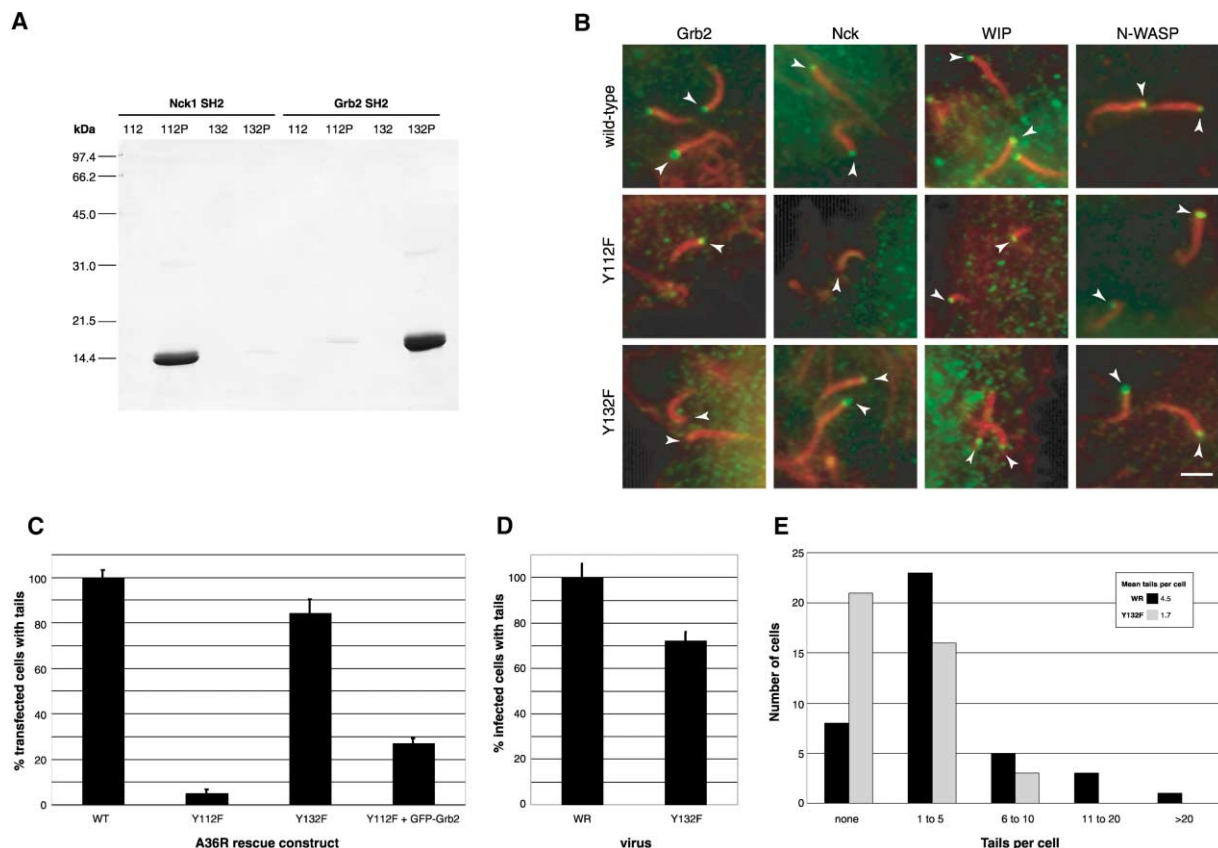 A
Nck1 SH2 Grb2 SH2
kDa 112 112P 132 132P 112 112P 132 132P
97.4
66.2
45.0
31.0
21.5
14.4
B
Grb2 Nck WIP N-WASP
wild-type
Y112F
Y132F
C
% transfected cells with tails
100
80
60
40
20
0
WT Y112F Y132F Y112F + GFP-Grb2
A36R rescue construct
D
% infected cells with tails
100
80
60
40
20
0
WR Y132F
virus
E
Number of cells
25
20
15
10
5
0
Mean tails per cell
WR 4.5
Y132F 1.7
none 1 to 5 6 to 10 11 to 20 >20
Tails per cell